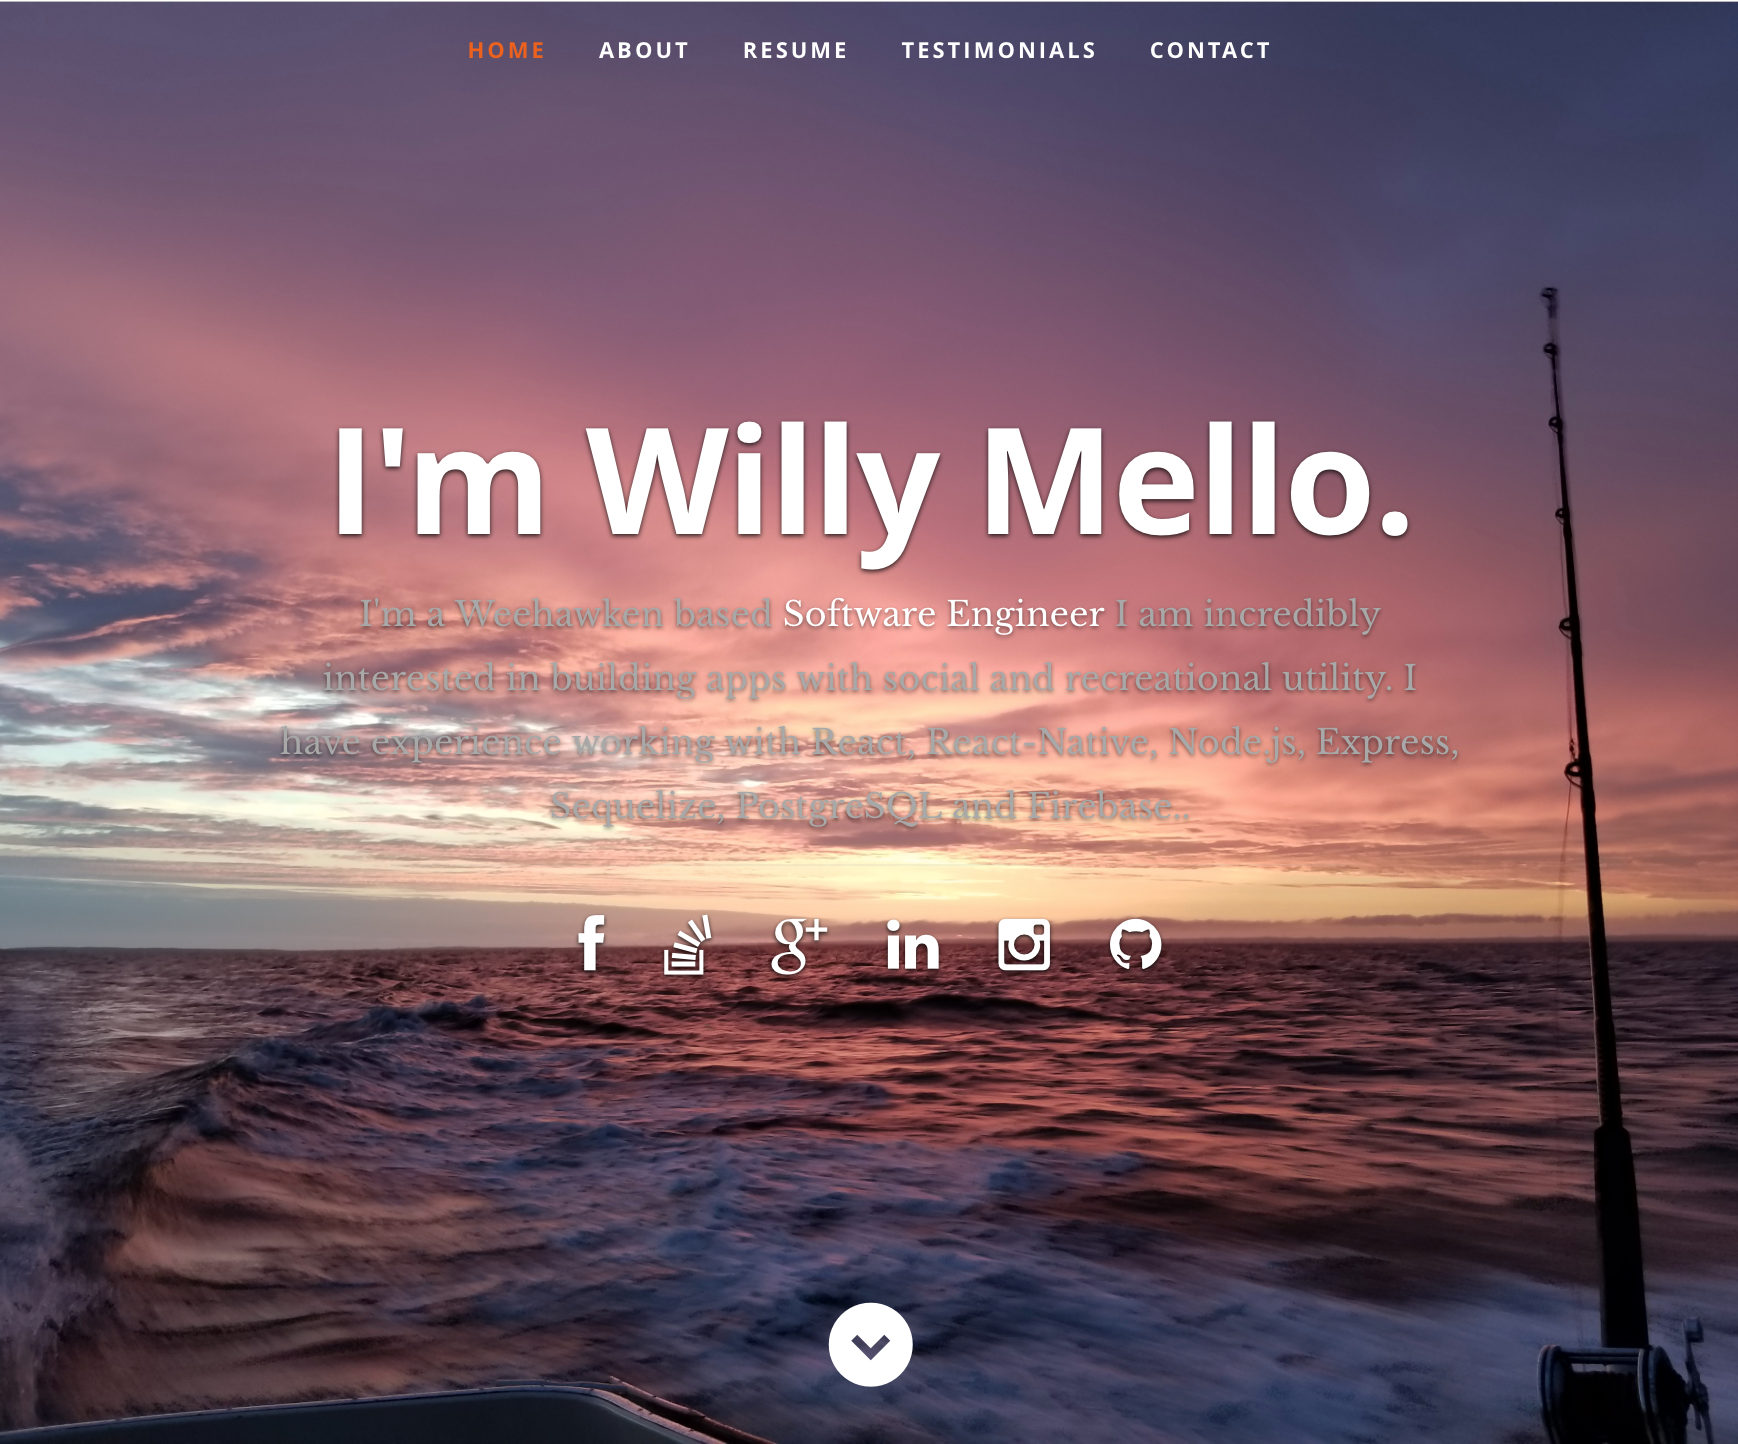 HOME ABOUT RESUME TESTIMONIALS CONTACT
I'm Willy Mello.
I'm a Weehawken based Software Engineer I am incredibly
interested in building apps with social and recreational utility. I
have experience working with React, React-Native, Node.js, Express,
Sequelize, PostgreSQL and Firebase..